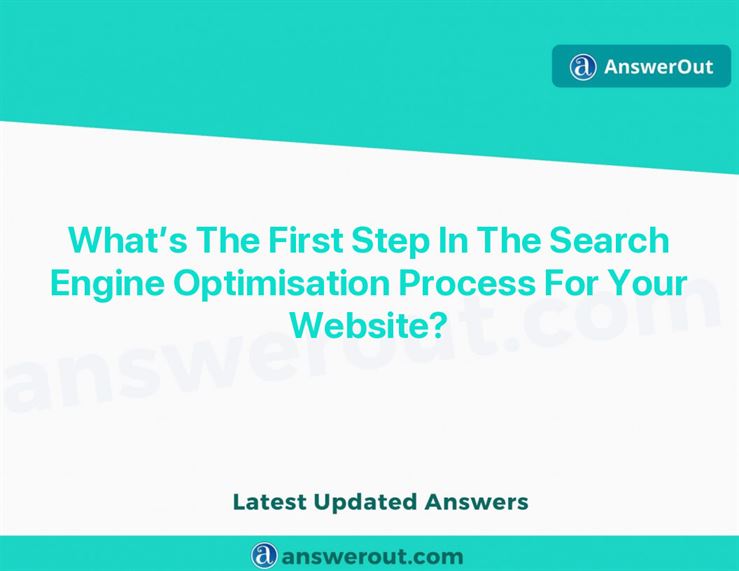 AnswerOut
What's The First Step In The Search
Engine Optimisation Process For Your
Website?
answerout.com
Latest Updated Answers
answerout.com